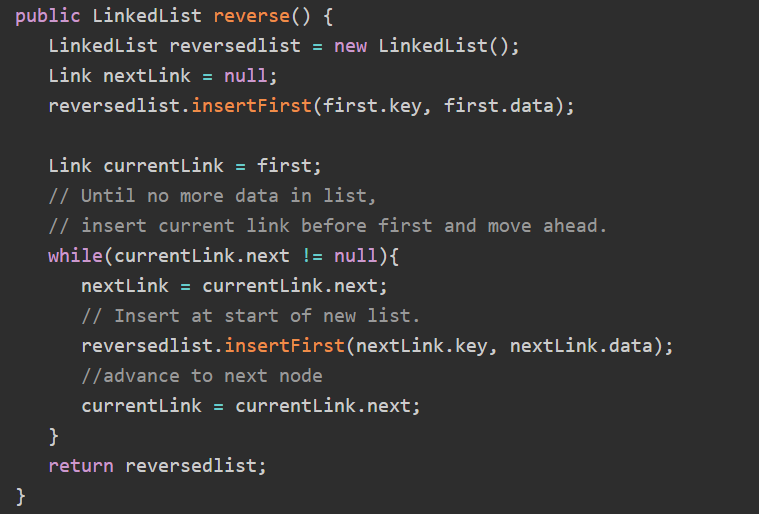 public LinkedList reverse() {
   LinkedList reversedlist = new LinkedList();
   Link nextLink = null;
   reversedlist.insertFirst(first.key, first.data);

   Link currentLink = first;
   // Until no more data in list,
   // insert current link before first and move ahead.
   while(currentLink.next != null){
      nextLink = currentLink.next;
      // Insert at start of new list.
      reversedlist.insertFirst(nextLink.key, nextLink.data);
      //advance to next node
      currentLink = currentLink.next;
   }
   return reversedlist;
}